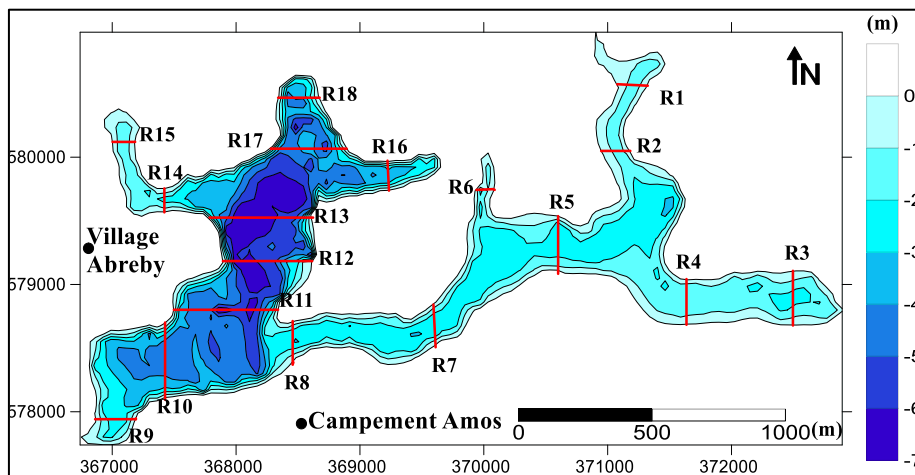 (m)
N
R18
R1
0
R15
R17
R16
-1
580000
R2
R14
R6
R5
-2
R13
Village
Abreby
R12
R4
R3
-3
579000
R11
-4
R7
R8
-5
R10
578000
R9
Campement Amos
-6
0
500
1000(m)
367000
368000
369000
370000
371000
372000
-7